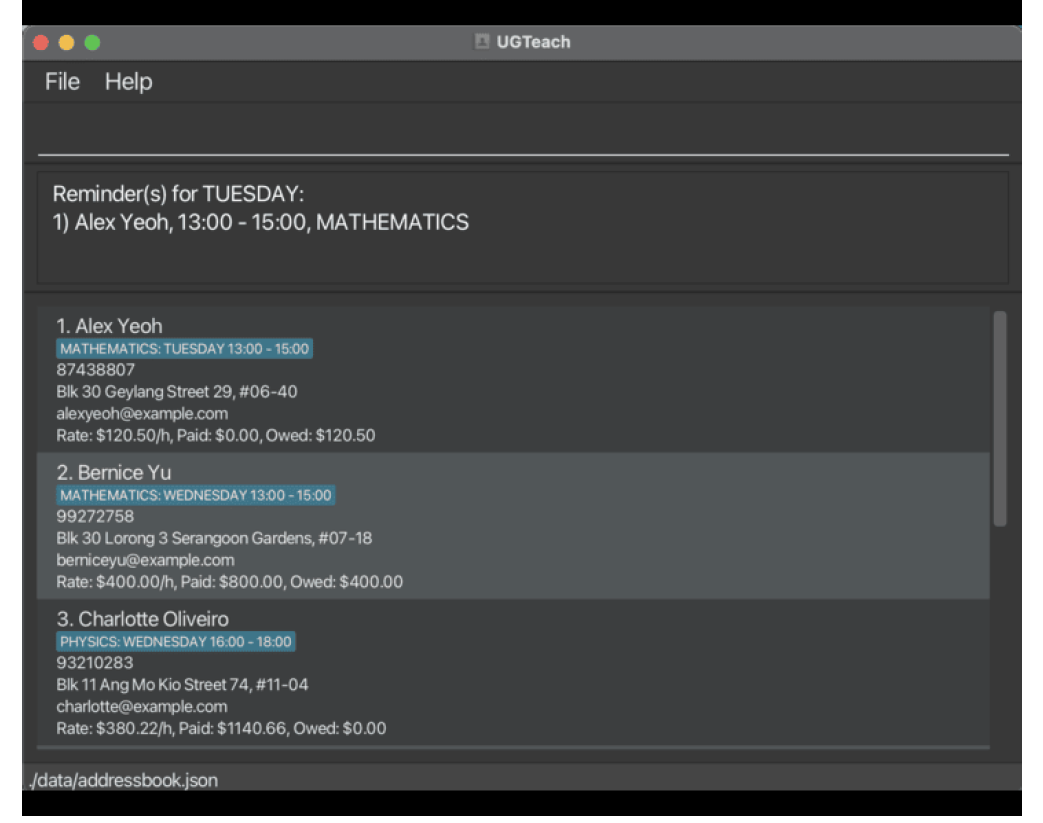 UGTeach
File Help
Reminder(s) for TUESDAY:
1) Alex Yeoh, 13:00 - 15:00, MATHEMATICS
1. Alex Yeoh
MATHEMATICS: TUESDAY 13:00 - 15:00
87438807
Blk 30 Geylang Street 29, #06-40
alexyeoh@example.com
Rate: $120.50/h, Paid: $0.00, Owed: $120.50
2. Bernice Yu
MATHEMATICS: WEDNESDAY 13:00 - 15:00
99272758
Blk 30 Lorong 3 Serangoon Gardens, #07-18
berniceyu@example.com
Rate: $400.00/h, Paid: $800.00, Owed: $400.00
3. Charlotte Oliveiro
PHYSICS: WEDNESDAY 16:00 - 18:00
93210283
Blk 11 Ang Mo Kio Street 74, #11-04
charlotte@example.com
Rate: $380.22/h, Paid: $1140.66, Owed: $0.00
./data/addressbook.json